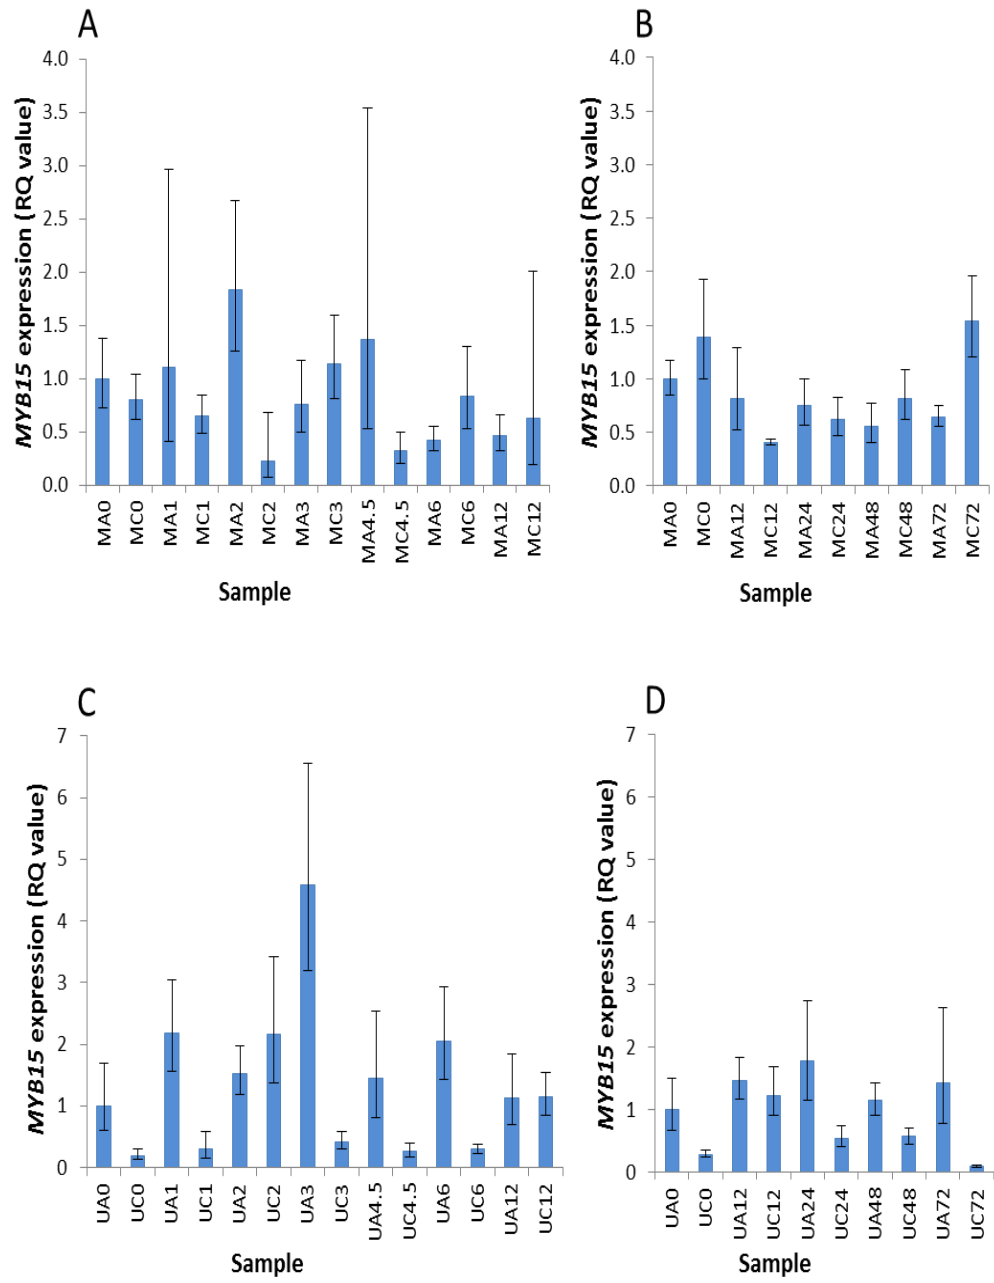 A
4.0
3.5
3.0
2.5
2.0
1.5
1.0
0.5
0.0
MYB15 expression (RQ value)
MA0 MC0 MA1 MC1 MA2 MC2 MA3 MC3 MA4.5 MC4.5 MA6 MC6 MA12 MC12
Sample
B
4.0
3.5
3.0
2.5
2.0
1.5
1.0
0.5
0.0
MYB15 expression (RQ value)
MA0 MC0 MA12 MC12 MA24 MC24 MA48 MC48 MA72 MC72
Sample
C
7
6
5
4
3
2
1
0
MYB15 expression (RQ value)
UA0 UC0 UA1 UC1 UA2 UC2 UA3 UC3 UA4.5 UC4.5 UA6 UC6 UA12 UC12
Sample
D
7
6
5
4
3
2
1
0
MYB15 expression (RQ value)
UA0 UC0 UA12 UC12 UA24 UC24 UA48 UC48 UA72 UC72
Sample